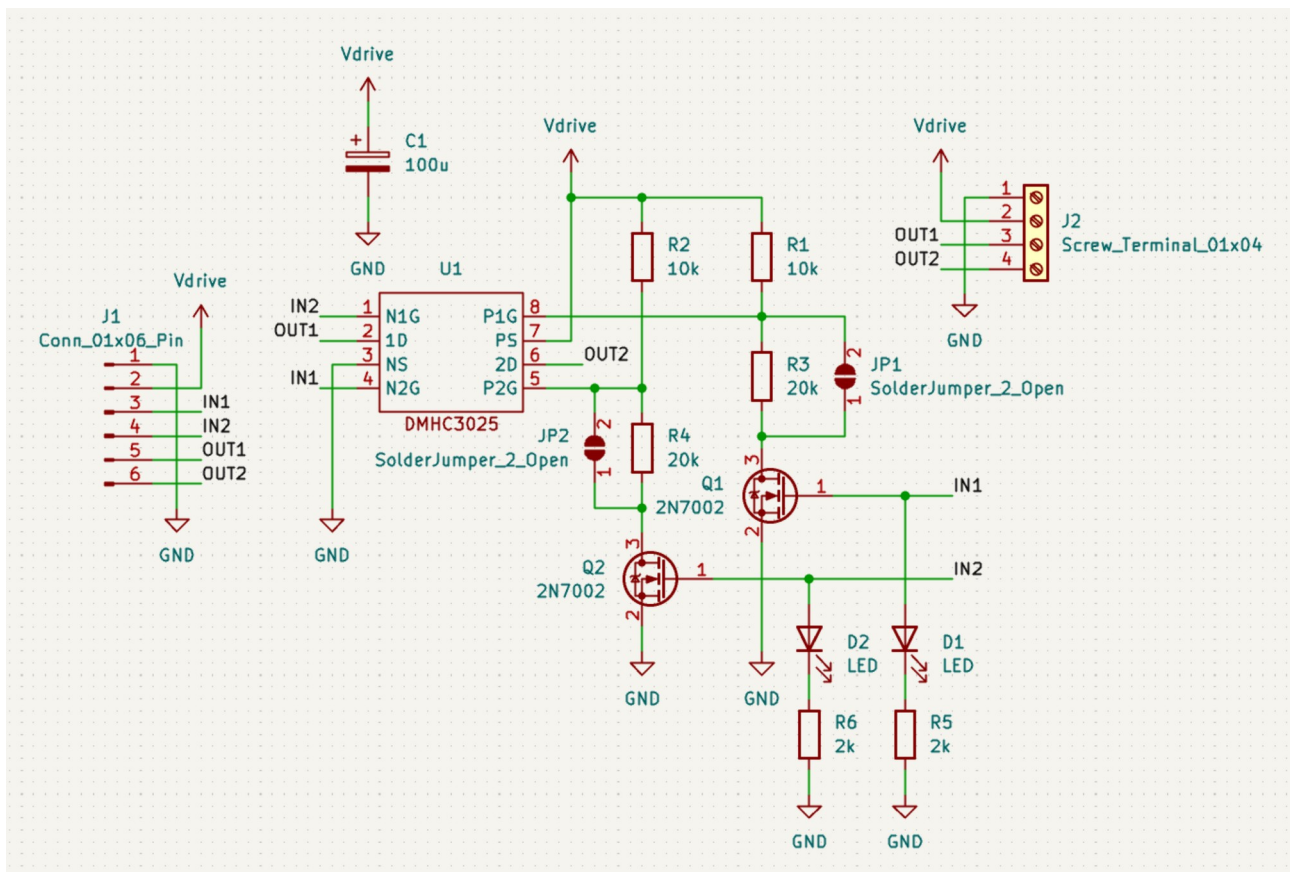 Vdrive
+
C1
100u
GND
Vdrive
Vdrive
R2
10k
R1
10k
1
2
3
4
OUT1
OUT2
J2
Screw_Terminal_01x04
GND
U1
IN2
OUT1
IN1
1
2
3
4
N1G
1D
NS
N2G
P1G
PS
2D
P2G
8
7
6
5
OUT2
DMHC3025
GND
Vdrive
J1
Conn_01x06_Pin
1
2
3
4
5
6
IN1
IN2
OUT1
OUT2
GND
R3
20k
2
JP1
SolderJumper_2_Open
1
2
JP2
SolderJumper_2_Open
1
R4
20k
3
Q1
2N7002
1
2
IN1
3
Q2
2N7002
1
2
IN2
GND
GND
D2
LED
D1
LED
R6
2k
R5
2k
GND
GND